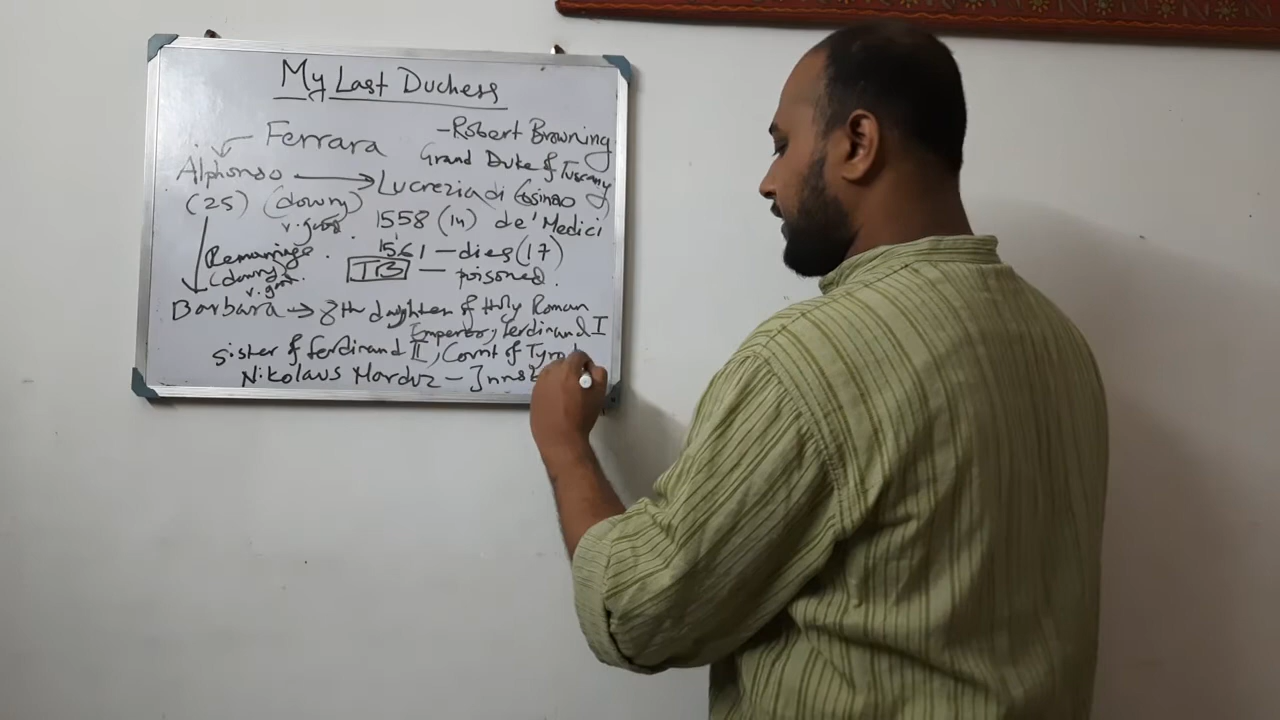 My Last Duchess
Ferrara
-Robert Browning
Grand Duke of Tuscany
Alphonso → Lucrezia di Cosimo
(25) (dowry) v.good. 1558 (14) de' Medici
Remarriage. 1561 - dies (17)
(dowry) v.good. TB - poisoned.
Barbara → 8th daughter of Holy Roman
Emperor, Ferdinand I
Sister of Ferdinand II, Count of Tyrol
Nikolaus Marduz - Inns